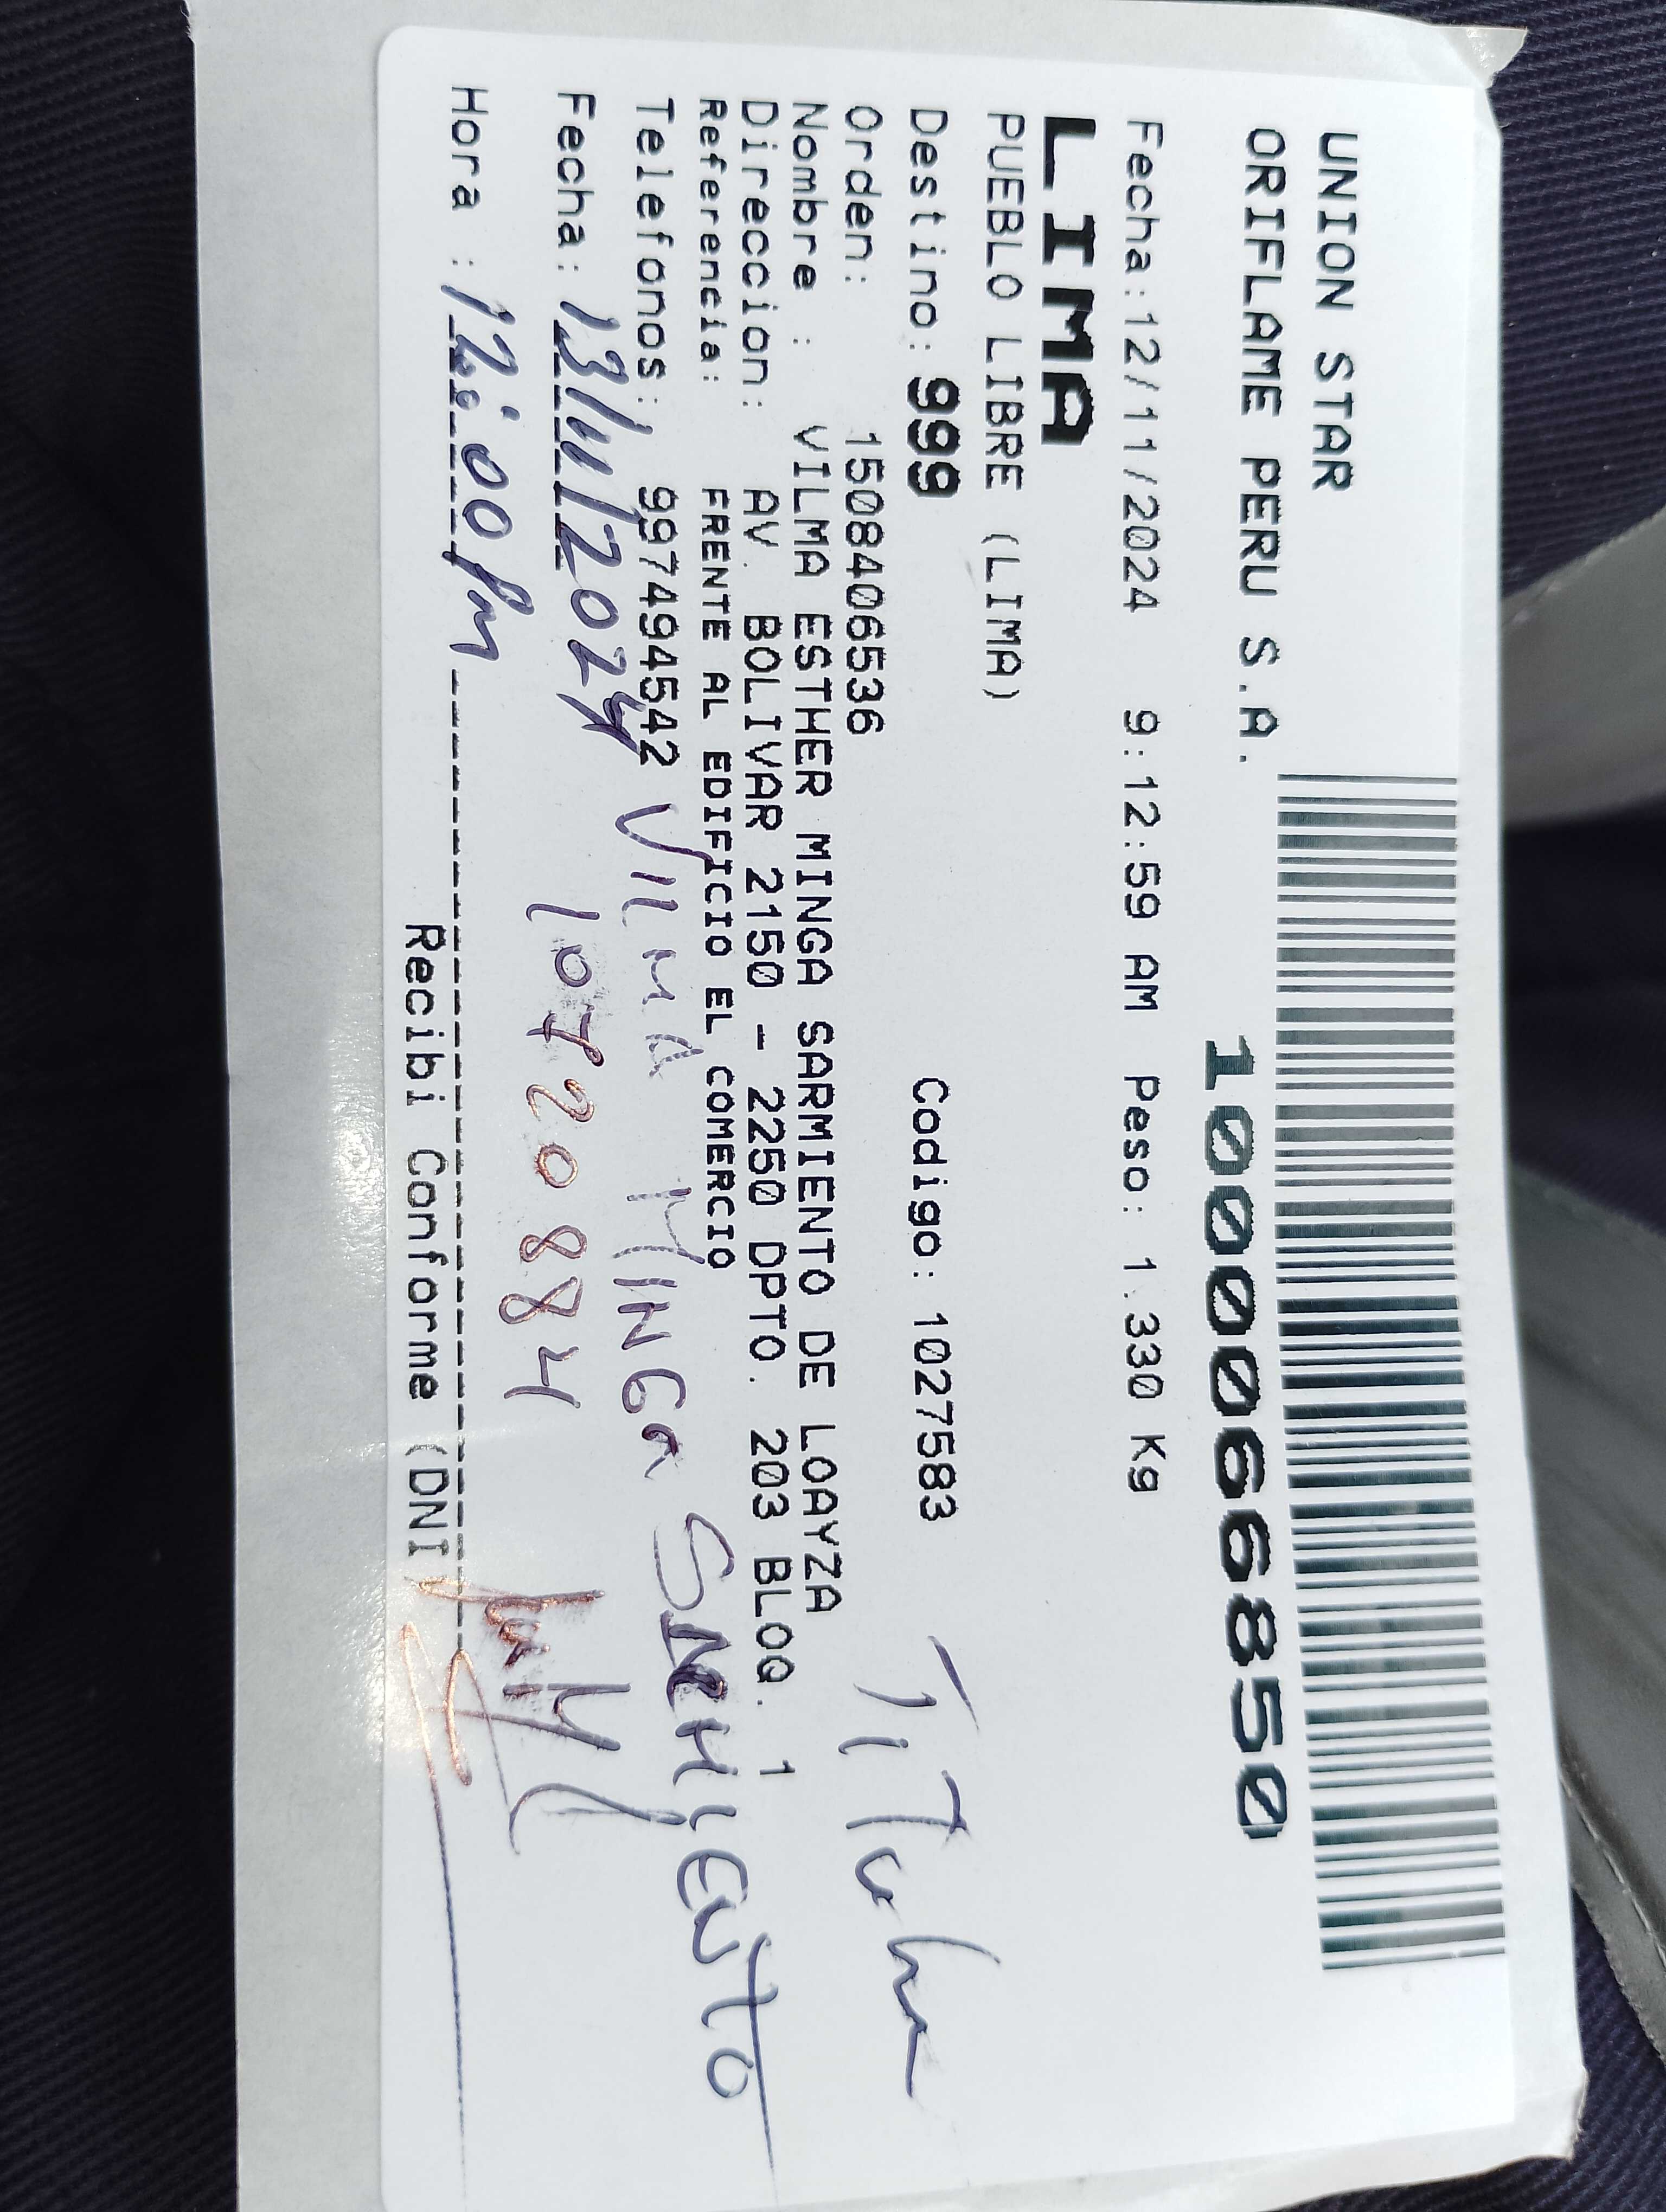 UNION STAR
ORIFLAME PERU S.A.
1000066850
Fecha:12/11/2024 9:12:59 AM Peso: 1.330 Kg
LIMA
PUEBLO LIBRE (LIMA)
Destino: 999 Codigo: 1027583
Orden: 1508406536
Titular
Nombre : VILMA ESTHER MINGA SARMIENTO DE LOAYZA
Direccion: AV. BOLIVAR 2150 - 2250 DPTO. 203 BLOQ. 1
Referencia: FRENTE AL EDIFICIO EL COMERCIO
Telefonos: 997494542
Vilma MINGa SARMIENTO
Fecha: 13/11/2024
10720884
Hora : 12:00 Pm
Recibi Conforme (DNI